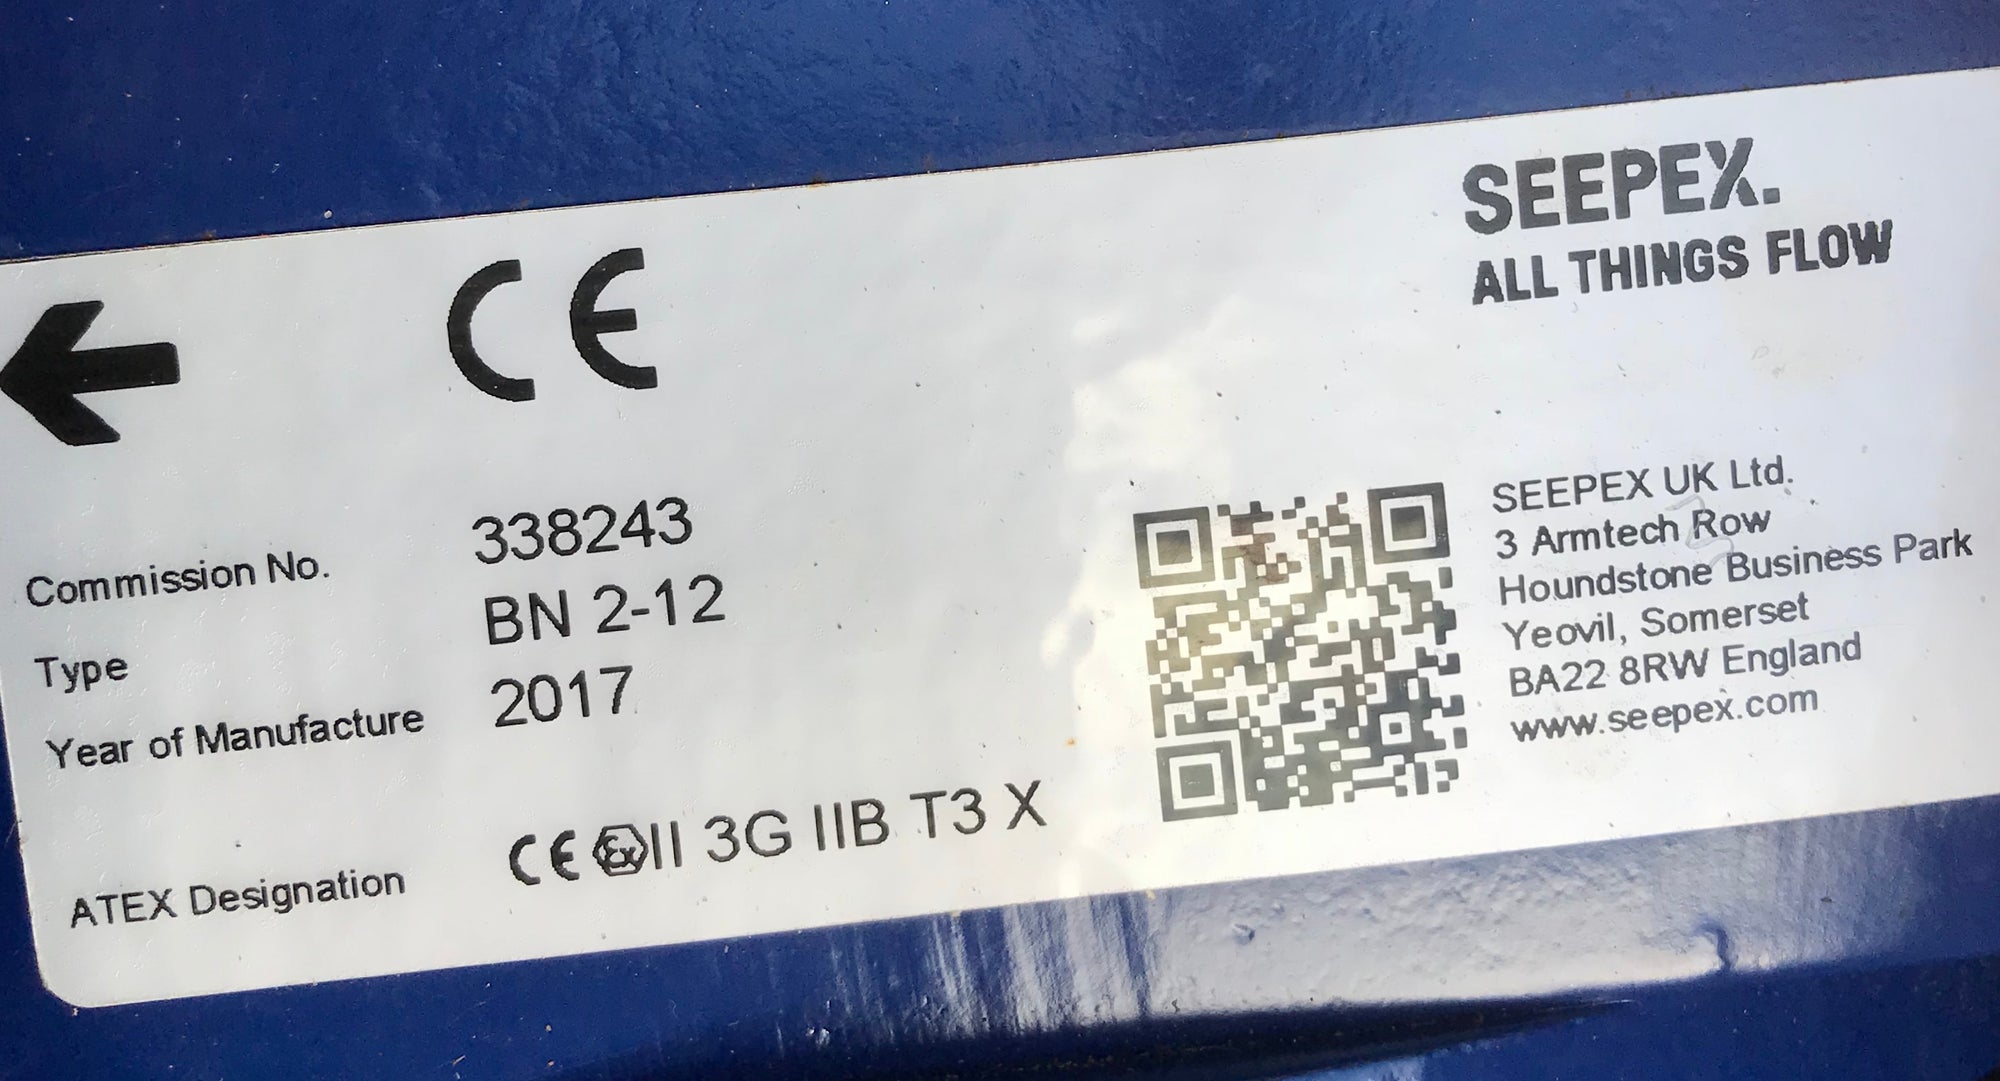 CE
SEEPEX.
ALL THINGS FLOW
Commission No. 338243
Type BN 2-12
Year of Manufacture 2017
ATEX Designation CE Ex II 3G IIB T3 X
SEEPEX UK Ltd.
3 Armtech Row
Houndstone Business Park
Yeovil, Somerset
BA22 8RW England
www.seepex.com